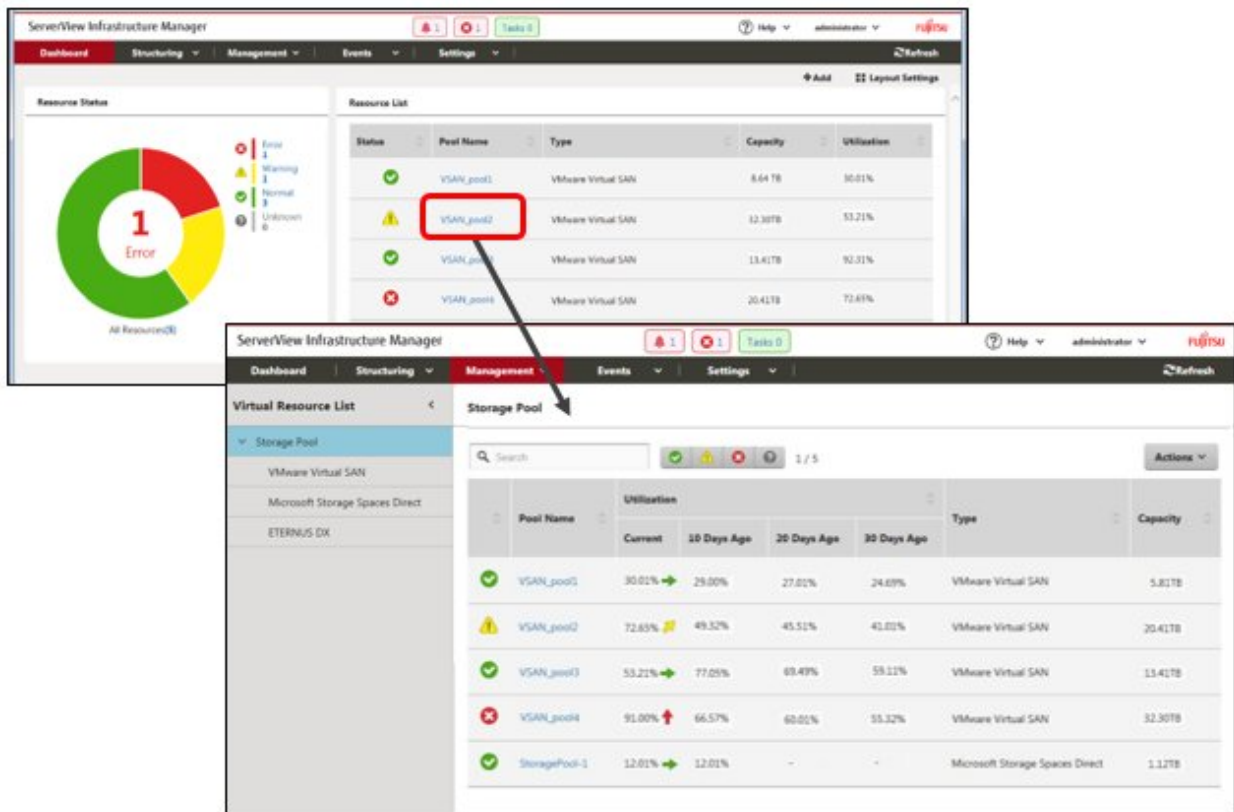 ServerView Infrastructure Manager 1 1 Tasks 0 Help administrator FUJITSU
Dashboard Structuring Management Events Settings Refresh
Add Layout Settings
Resource Status
Error
1
Warning
1
Normal
3
Unknown
0
1
Error
All Resources(5)
Resource List
Status Pool Name Type Capacity Utilization
VSAN_pool1 VMware Virtual SAN 8.64 TB 30.01%
VSAN_pool2 VMware Virtual SAN 32.30TB 53.21%
VMware Virtual SAN 13.41TB 92.31%
VSAN_pool4 VMware Virtual SAN 20.41TB 72.65%
ServerView Infrastructure Manager 1 1 Tasks 0 Help administrator FUJITSU
Dashboard Structuring Management Events Settings Refresh
Virtual Resource List
Storage Pool
VMware Virtual SAN
Microsoft Storage Spaces Direct
ETERNUS DX
Storage Pool
Search 1 / 5 Actions
Pool Name Utilization Type Capacity
Current 10 Days Ago 20 Days Ago 30 Days Ago
VSAN_pool1 30.01% 29.00% 27.01% 24.69% VMware Virtual SAN 5.81TB
VSAN_pool2 72.65% 49.32% 45.51% 41.01% VMware Virtual SAN 20.41TB
VSAN_pool3 53.21% 77.05% 69.49% 59.11% VMware Virtual SAN 13.41TB
VSAN_pool4 91.00% 66.57% 60.01% 55.32% VMware Virtual SAN 32.30TB
StoragePool-1 12.01% 12.01% - - Microsoft Storage Spaces Direct 1.12TB